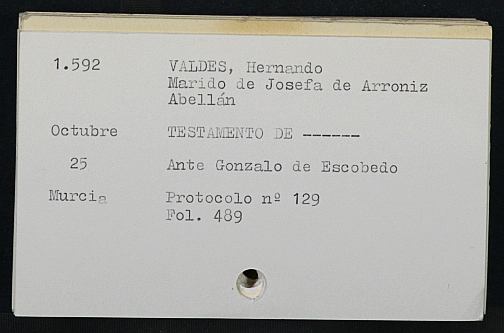 1.592 VALDES, Hernando
Marido de Josefa de Arroniz
Abellán
Octubre TESTAMENTO DE ------
25 Ante Gonzalo de Escobedo
Murcia Protocolo nº 129
Fol. 489